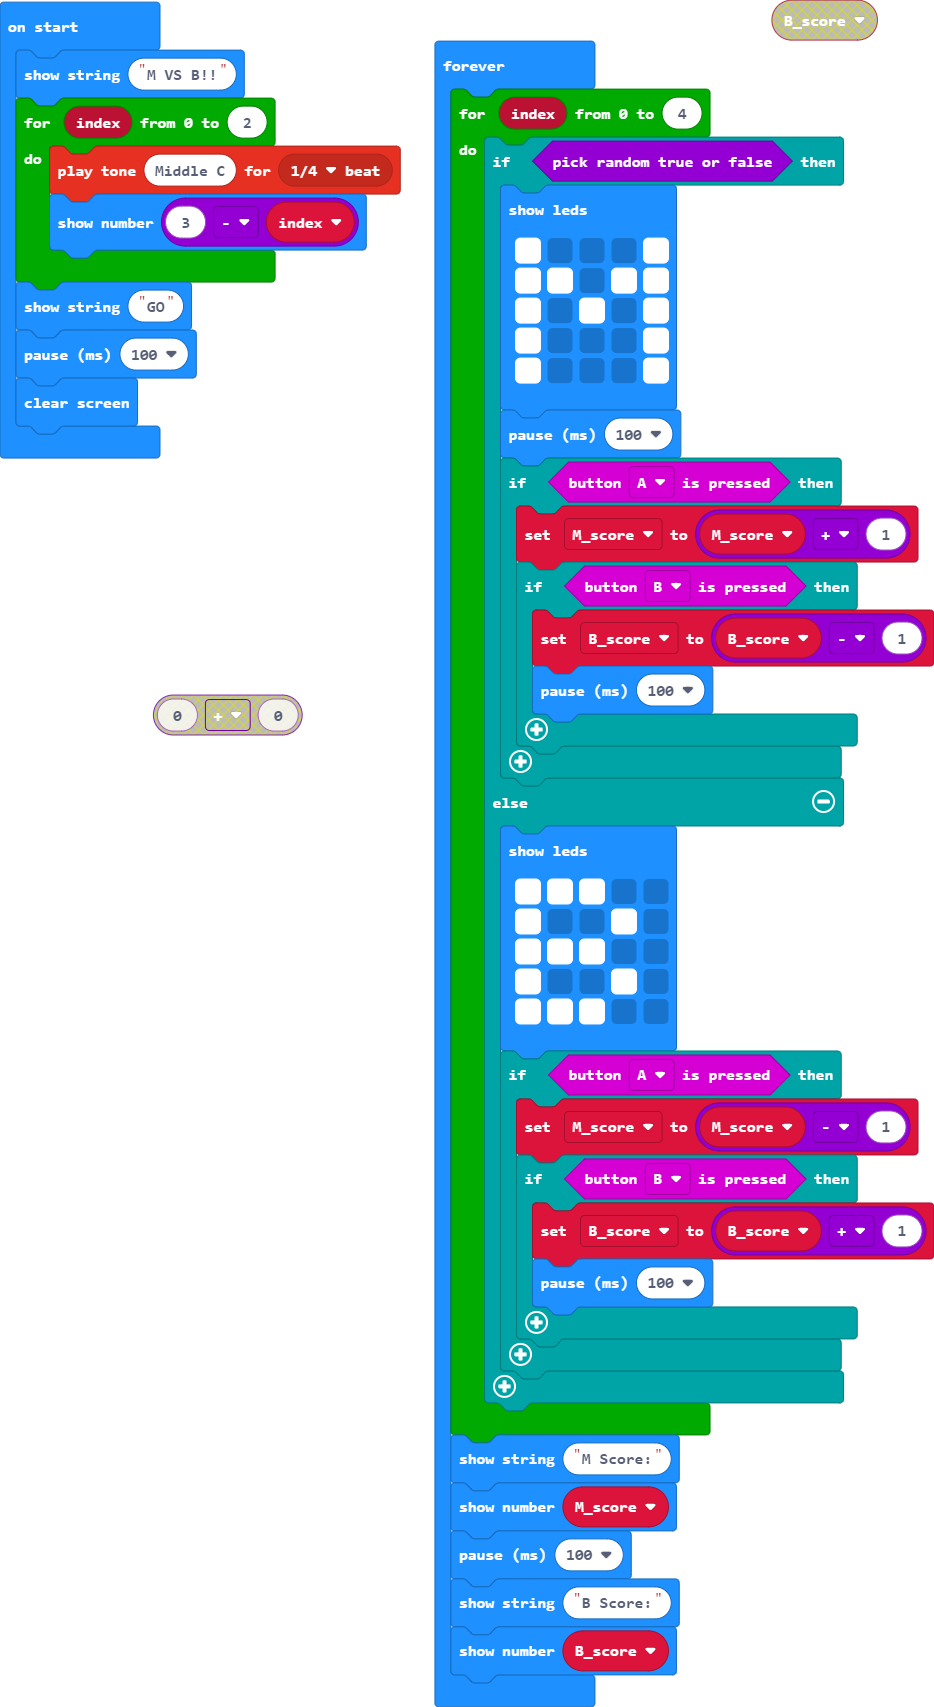 on start
show string "M VS B!!"
for index from 0 to 2
do
play tone Middle C for 1/4 beat
show number 3 - index
show string "GO"
pause (ms) 100
clear screen
0 + 0
B_score
forever
for index from 0 to 4
do
if pick random true or false then
show leds
pause (ms) 100
if button A is pressed then
set M_score to M_score + 1
if button B is pressed then
set B_score to B_score - 1
pause (ms) 100
else
show leds
if button A is pressed then
set M_score to M_score - 1
if button B is pressed then
set B_score to B_score + 1
pause (ms) 100
show string "M Score:"
show number M_score
pause (ms) 100
show string "B Score:"
show number B_score